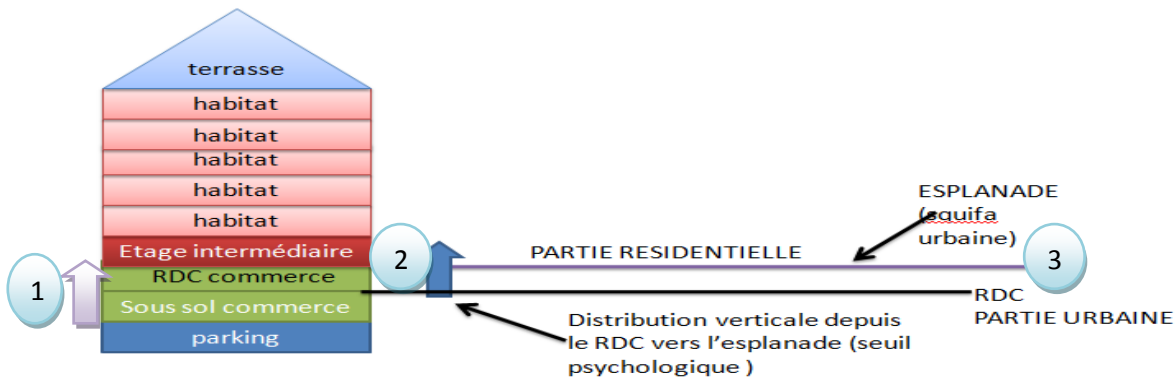 terrasse
habitat
habitat
habitat
habitat
habitat
Etage intermédiaire
RDC commerce
Sous sol commerce
parking
1
2
3
PARTIE RESIDENTIELLE
ESPLANADE
(squifa
urbaine)
RDC
PARTIE URBAINE
Distribution verticale depuis
le RDC vers l’esplanade (seuil
psychologique )